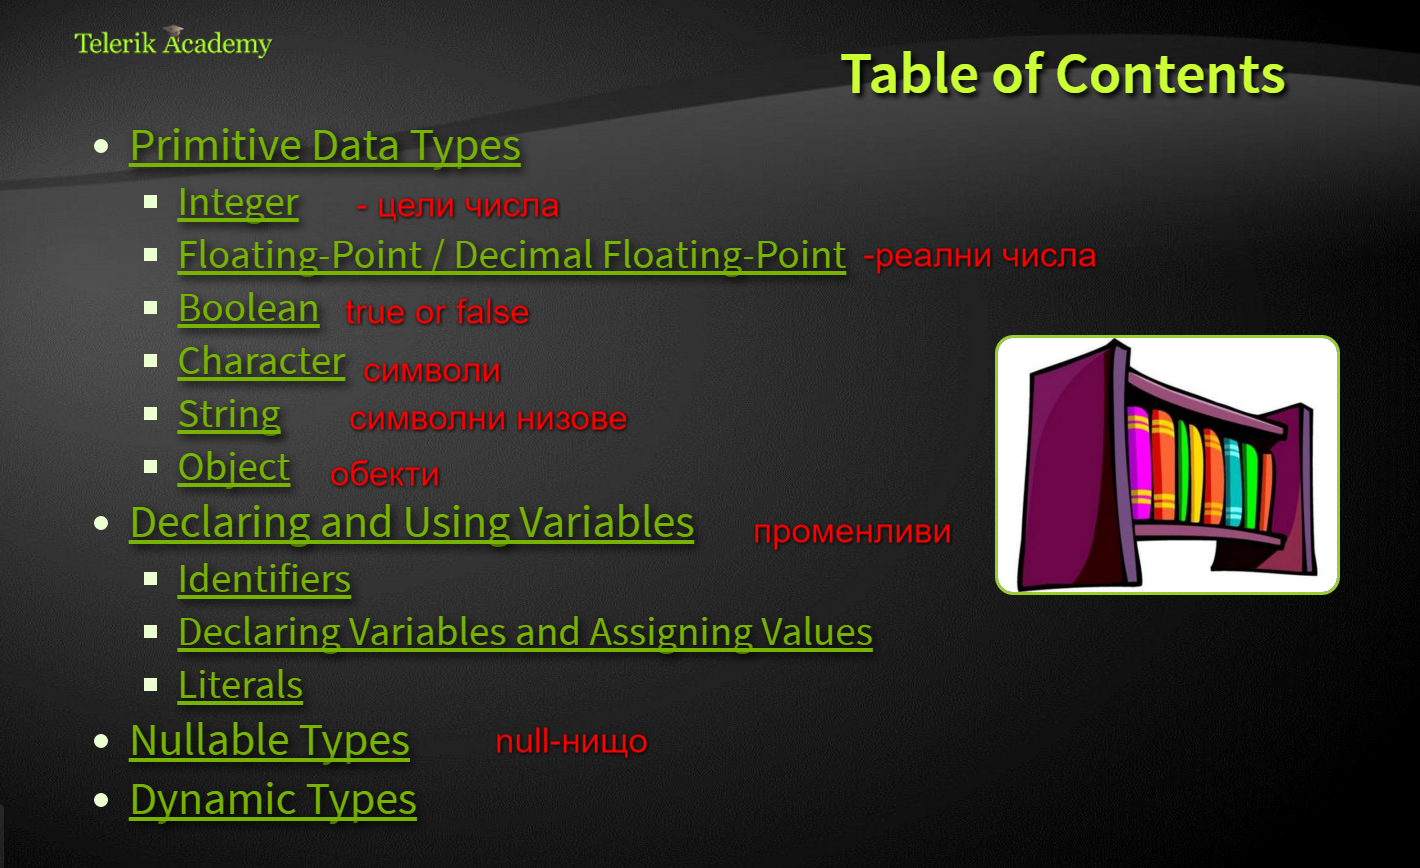 Telerik Academy
Table of Contents
Primitive Data Types
Integer - цели числа
Floating-Point / Decimal Floating-Point -реални числа
Boolean true or false
Character символи
String символни низове
Object обекти
Declaring and Using Variables променливи
Identifiers
Declaring Variables and Assigning Values
Literals
Nullable Types null-нищо
Dynamic Types